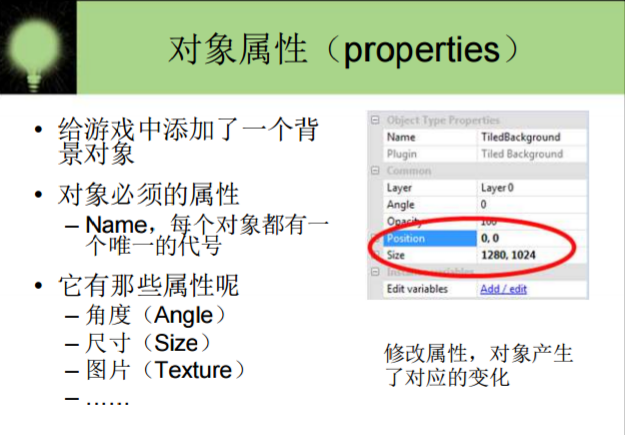 对象属性（properties）
• 给游戏中添加了一个背
景对象
• 对象必须的属性
– Name，每个对象都有一
个唯一的代号
• 它有那些属性呢
– 角度（Angle）
– 尺寸（Size）
– 图片（Texture）
– ……
Object Type Properties
Name TiledBackground
Plugin Tiled Background
Common
Layer Layer 0
Angle 0
Opacity 100
Position 0, 0
Size 1280, 1024
Instance variables
Edit variables Add / edit
修改属性，对象产生
了对应的变化